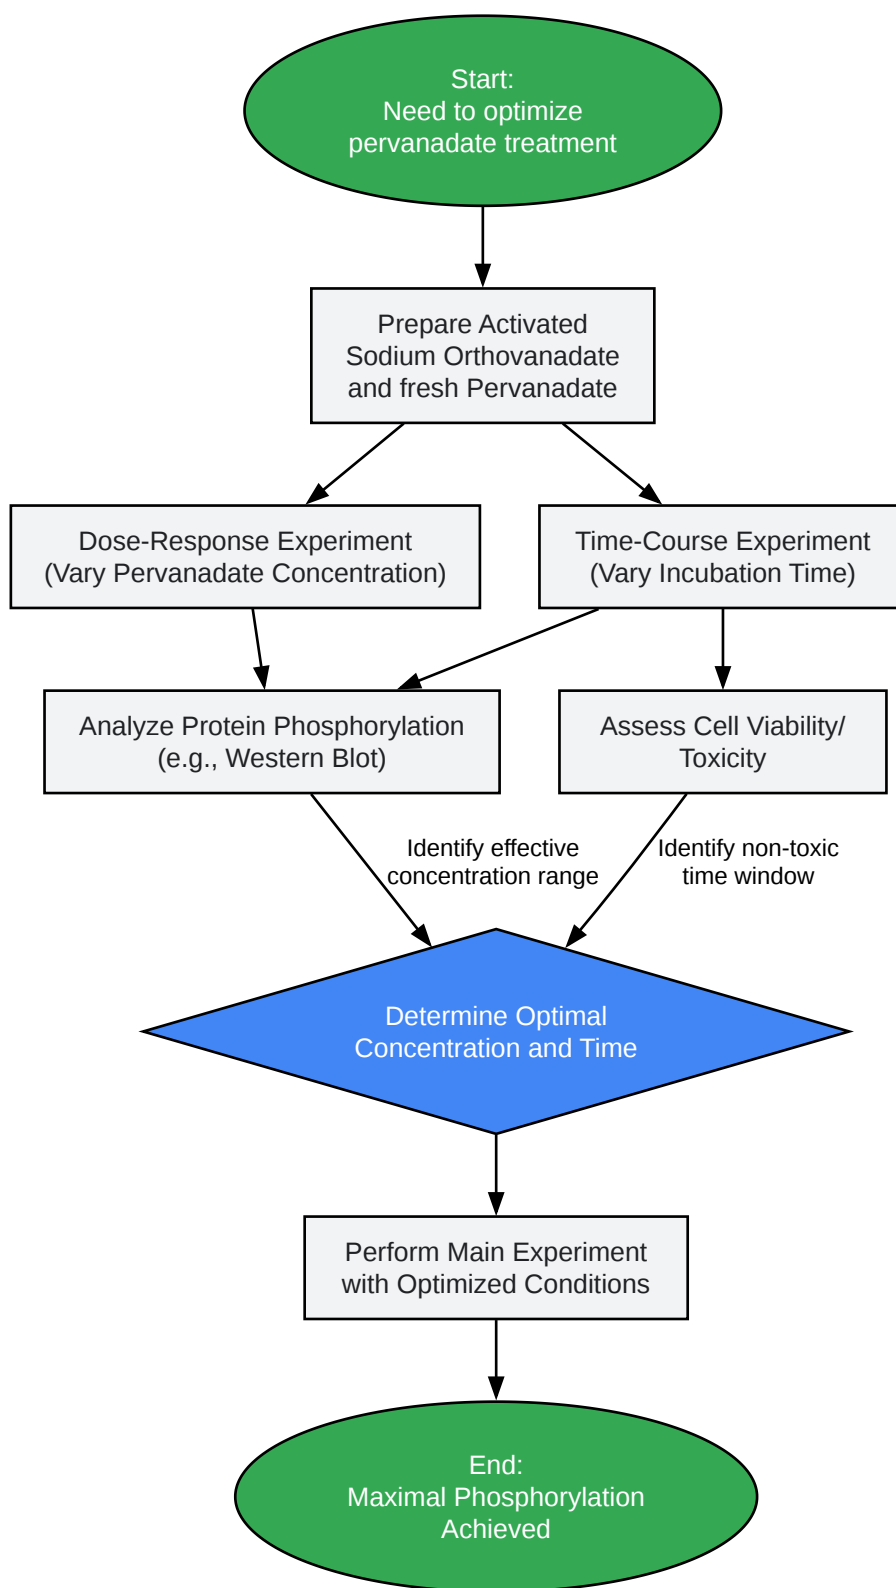 Start:
Need to optimize
pervanadate treatment
Prepare Activated
Sodium Orthovanadate
and fresh Pervanadate
Dose-Response Experiment
(Vary Pervanadate Concentration)
Time-Course Experiment
(Vary Incubation Time)
Analyze Protein Phosphorylation
(e.g., Western Blot)
Assess Cell Viability/
Toxicity
Identify effective
concentration range
Identify non-toxic
time window
Determine Optimal
Concentration and Time
Perform Main Experiment
with Optimized Conditions
End:
Maximal Phosphorylation
Achieved